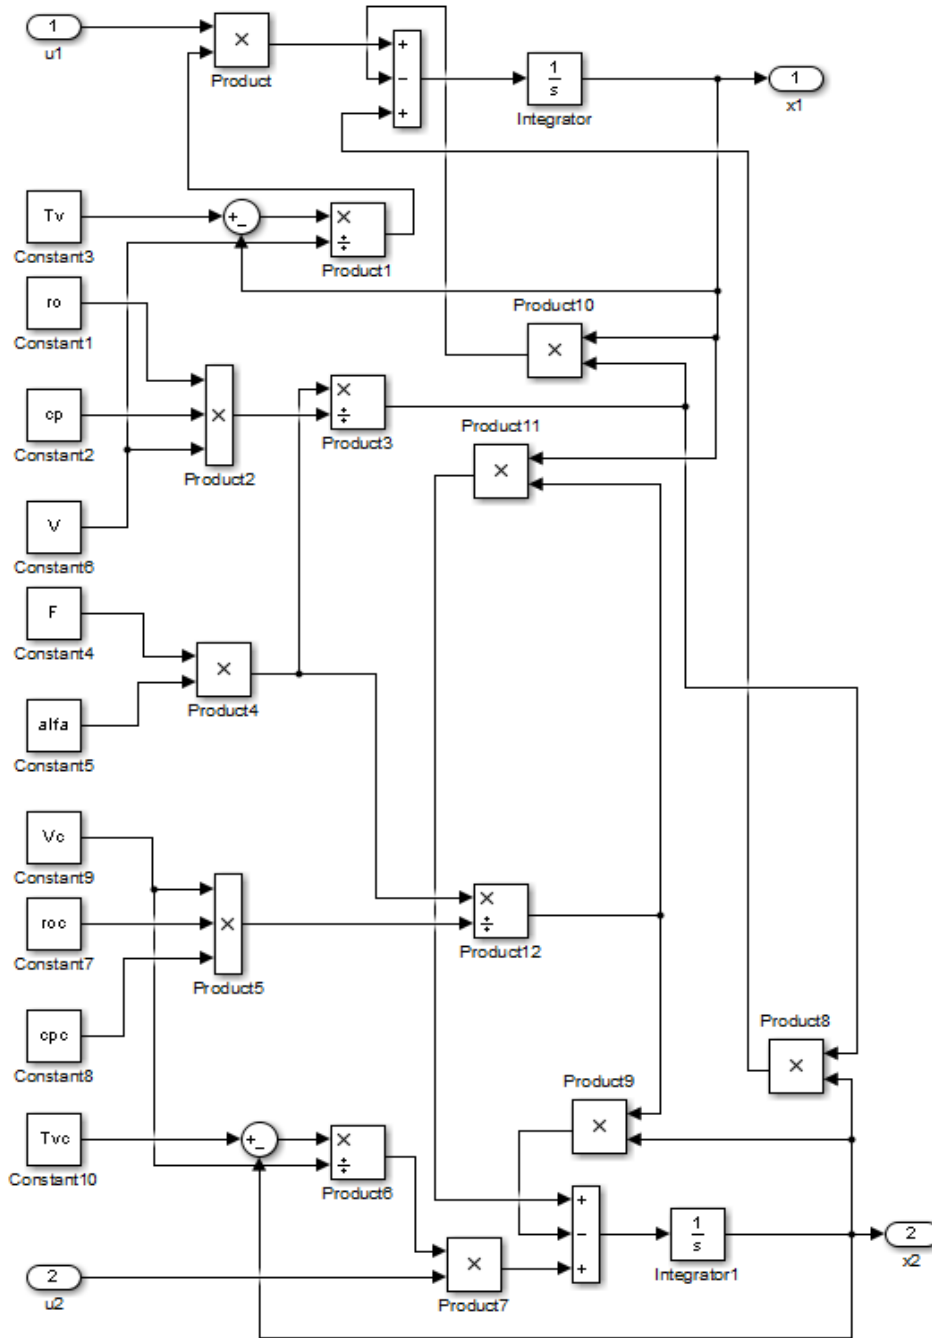 1
u1
×
Product
+
−
+
1
s
Integrator
1
x1
Tv
Constant3
+
−
×
÷
Product1
ro
Constant1
Product10
×
cp
Constant2
×
Product2
×
÷
Product3
Product11
×
V
Constant6
F
Constant4
×
Product4
alfa
Constant5
Vc
Constant9
roc
Constant7
×
Product5
×
÷
Product12
cpc
Constant8
Product8
×
Product9
×
Tvc
Constant10
+
−
×
÷
Product6
+
−
+
1
s
Integrator1
2
x2
2
u2
×
Product7